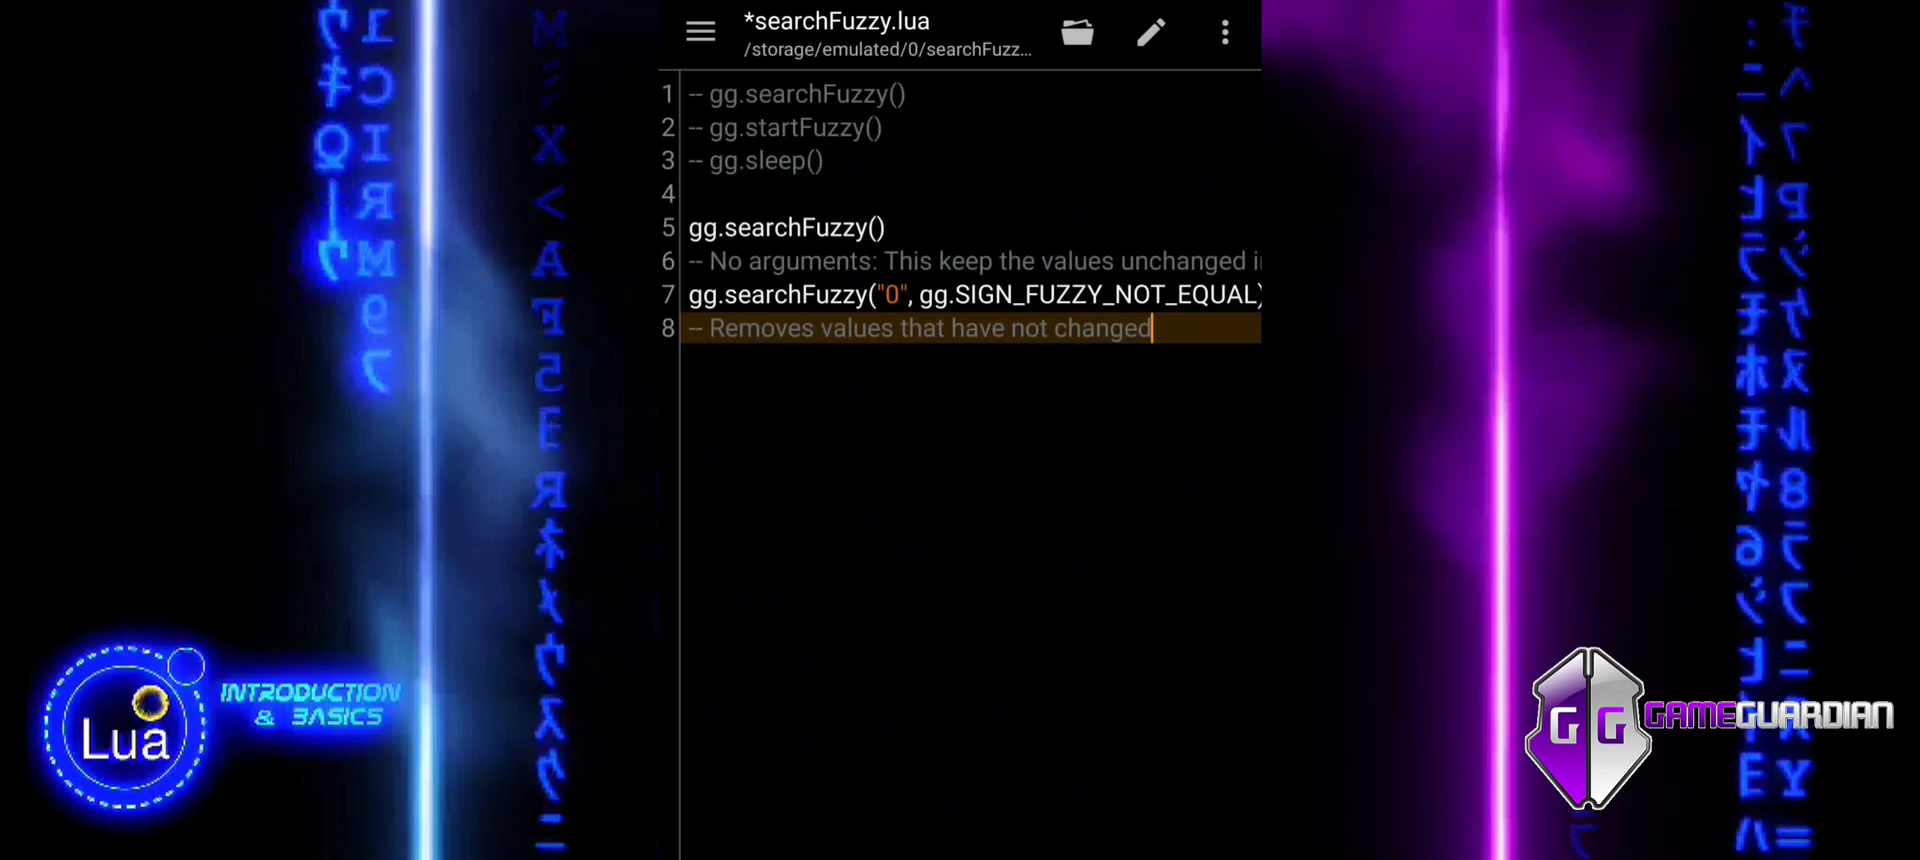 *searchFuzzy.lua
/storage/emulated/0/searchFuzz...
1 -- gg.searchFuzzy()
2 -- gg.startFuzzy()
3 -- gg.sleep()
4
5 gg.searchFuzzy()
6 -- No arguments: This keep the values unchanged
7 gg.searchFuzzy("0", gg.SIGN_FUZZY_NOT_EQUAL)
8 -- Removes values that have not changed
Lua
INTRODUCTION
& BASICS
GG
GAMEGUARDIAN